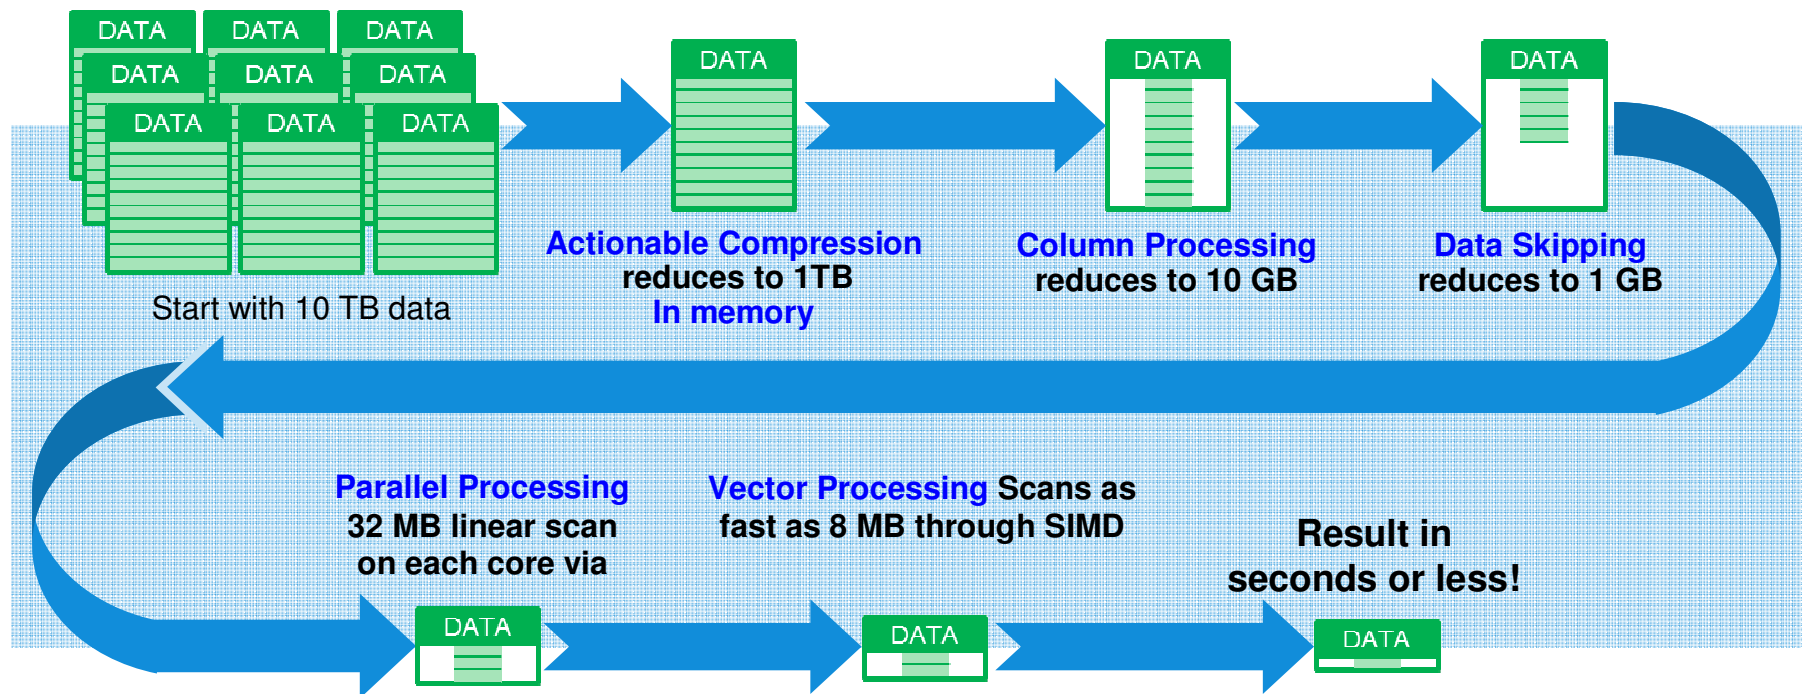 DATA DATA DATA
DATA DATA DATA
DATA DATA DATA
Start with 10 TB data
DATA
Actionable Compression
reduces to 1TB
In memory
DATA
Column Processing
reduces to 10 GB
DATA
Data Skipping
reduces to 1 GB
Parallel Processing
32 MB linear scan
on each core via
DATA
Vector Processing Scans as
fast as 8 MB through SIMD
DATA
Result in
seconds or less!
DATA